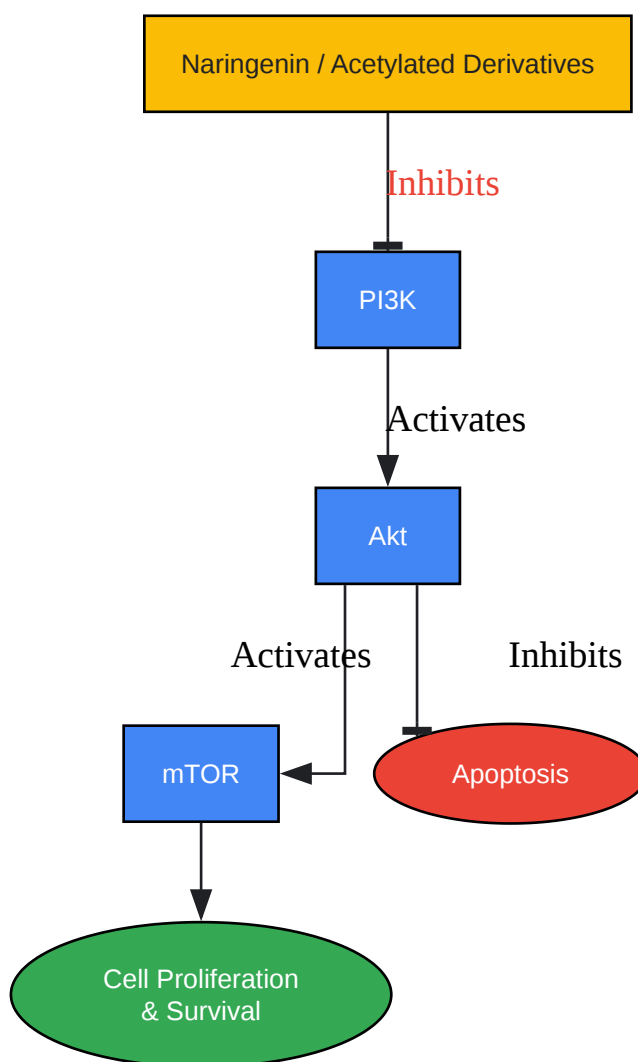 Naringenin / Acetylated Derivatives
Inhibits
PI3K
Activates
Akt
Activates
Inhibits
mTOR
Apoptosis
Cell Proliferation
& Survival